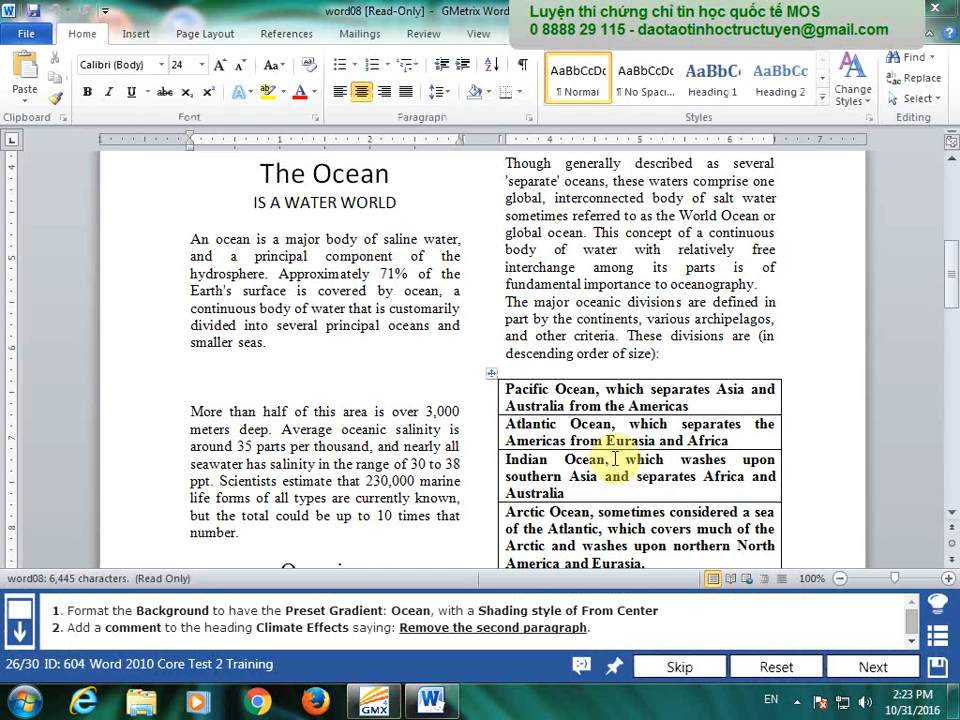 word08 [Read-Only] - GMetrix Word
Luyện thi chứng chỉ tin học quốc tế MOS
0 8888 29 115 - daotaotinhoctructuyen@gmail.com
File Home Insert Page Layout References Mailings Review View
Calibri (Body) 24
Paste
Clipboard Font Paragraph Styles Editing
AaBbCcDc AaBbCcDc AaBbC AaBbCc
¶ Normal ¶ No Spaci... Heading 1 Heading 2
Change Styles
Find
Replace
Select
The Ocean
IS A WATER WORLD
An ocean is a major body of saline water,
and a principal component of the
hydrosphere. Approximately 71% of the
Earth's surface is covered by ocean, a
continuous body of water that is customarily
divided into several principal oceans and
smaller seas.
More than half of this area is over 3,000
meters deep. Average oceanic salinity is
around 35 parts per thousand, and nearly all
seawater has salinity in the range of 30 to 38
ppt. Scientists estimate that 230,000 marine
life forms of all types are currently known,
but the total could be up to 10 times that
number.
Though generally described as several
'separate' oceans, these waters comprise one
global, interconnected body of salt water
sometimes referred to as the World Ocean or
global ocean. This concept of a continuous
body of water with relatively free
interchange among its parts is of
fundamental importance to oceanography.
The major oceanic divisions are defined in
part by the continents, various archipelagos,
and other criteria. These divisions are (in
descending order of size):
Pacific Ocean, which separates Asia and
Australia from the Americas
Atlantic Ocean, which separates the
Americas from Eurasia and Africa
Indian Ocean, which washes upon
southern Asia and separates Africa and
Australia
Arctic Ocean, sometimes considered a sea
of the Atlantic, which covers much of the
Arctic and washes upon northern North
America and Eurasia.
word08: 6,445 characters. (Read Only)
100%
1. Format the Background to have the Preset Gradient: Ocean, with a Shading style of From Center
2. Add a comment to the heading Climate Effects saying: Remove the second paragraph.
26/30 ID: 604 Word 2010 Core Test 2 Training
Skip Reset Next
GMX
EN
2:23 PM
10/31/2016